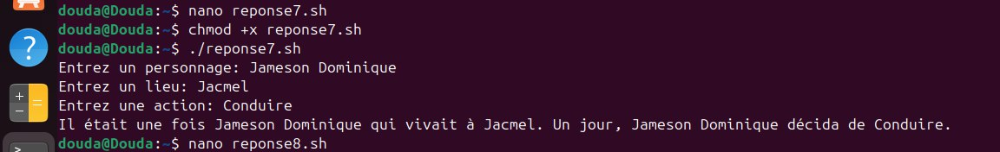 douda@Douda:~$ nano reponse7.sh
douda@Douda:~$ chmod +x reponse7.sh
douda@Douda:~$ ./reponse7.sh
Entrez un personnage: Jameson Dominique
Entrez un lieu: Jacmel
Entrez une action: Conduire
Il était une fois Jameson Dominique qui vivait à Jacmel. Un jour, Jameson Dominique décida de Conduire.
douda@Douda:~$ nano reponse8.sh